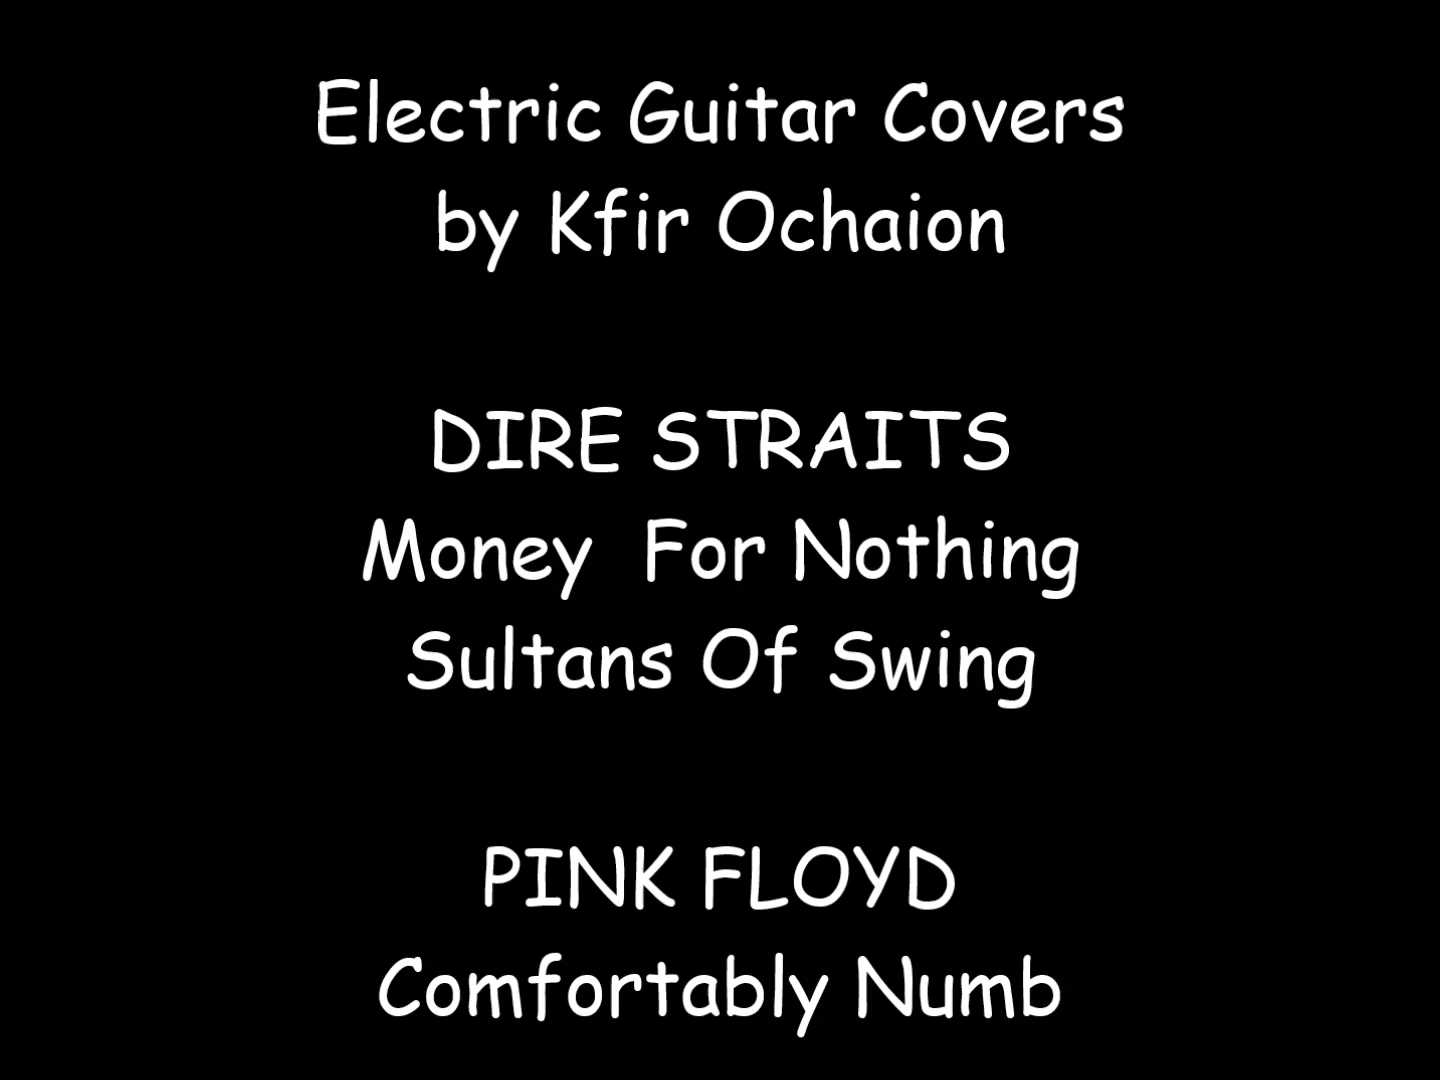 Electric Guitar Covers
by Kfir Ochaion
DIRE STRAITS
Money  For Nothing
Sultans Of Swing
PINK FLOYD
Comfortably Numb